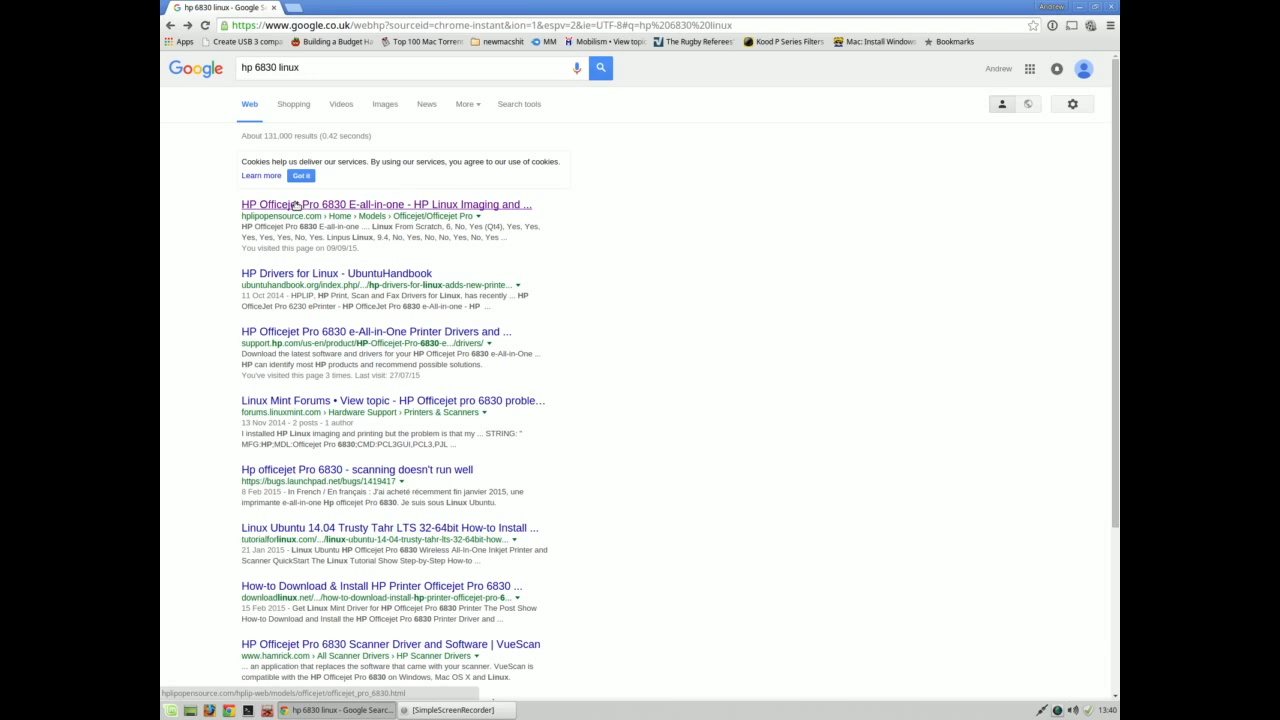 hp 6830 linux - Google S
Andrew
https://www.google.co.uk/webhp?sourceid=chrome-instant&ion=1&espv=2&ie=UTF-8#q=hp%206830%20linux
Apps Create USB 3 compa Building a Budget Ha Top 100 Mac Torrent newmacshit MM Mobilism • View topic The Rugby Referees' Kood P Series Filters Mac: Install Windows Bookmarks
Google hp 6830 linux Andrew
Web Shopping Videos Images News More Search tools
About 131,000 results (0.42 seconds)
Cookies help us deliver our services. By using our services, you agree to our use of cookies.
Learn more Got it
HP Officejet Pro 6830 E-all-in-one - HP Linux Imaging and ...
hplipopensource.com › Home › Models › Officejet/Officejet Pro
HP Officejet Pro 6830 E-all-in-one .... Linux From Scratch, 6, No, Yes (Qt4), Yes, Yes,
Yes, Yes, Yes, No, Yes. Linpus Linux, 9.4, No, Yes, No, No, Yes, No, Yes ...
You visited this page on 09/09/15.
HP Drivers for Linux - UbuntuHandbook
ubuntuhandbook.org/index.php/.../hp-drivers-for-linux-adds-new-printe...
11 Oct 2014 - HPLIP, HP Print, Scan and Fax Drivers for Linux, has recently ... HP
OfficeJet Pro 6230 ePrinter - HP OfficeJet Pro 6830 e-All-in-one - HP ...
HP Officejet Pro 6830 e-All-in-One Printer Drivers and ...
support.hp.com/us-en/product/HP-Officejet-Pro-6830-e.../drivers/
Download the latest software and drivers for your HP Officejet Pro 6830 e-All-in-One ...
HP can identify most HP products and recommend possible solutions.
You've visited this page 3 times. Last visit: 27/07/15
Linux Mint Forums • View topic - HP Officejet pro 6830 proble...
forums.linuxmint.com › Hardware Support › Printers & Scanners
13 Nov 2014 - 2 posts - 1 author
I installed HP Linux imaging and printing but the problem is that my ... STRING: "
MFG:HP;MDL:Officejet Pro 6830;CMD:PCL3GUI,PCL3,PJL ...
Hp officejet Pro 6830 - scanning doesn't run well
https://bugs.launchpad.net/bugs/1419417
8 Feb 2015 - In French / En français : J'ai acheté récemment fin janvier 2015, une
imprimante e-all-in-one Hp officejet Pro 6830. Je suis sous Linux Ubuntu.
Linux Ubuntu 14.04 Trusty Tahr LTS 32-64bit How-to Install ...
tutorialforlinux.com/.../linux-ubuntu-14-04-trusty-tahr-lts-32-64bit-how...
21 Jan 2015 - Linux Ubuntu HP Officejet Pro 6830 Wireless All-In-One Inkjet Printer and
Scanner QuickStart The Linux Tutorial Show Step-by-Step How-to ...
How-to Download & Install HP Printer Officejet Pro 6830 ...
downloadlinux.net/.../how-to-download-install-hp-printer-officejet-pro-6...
15 Feb 2015 - Get Linux Mint Driver for HP Officejet Pro 6830 Printer The Post Show
How-to Download and Install the HP Officejet Pro 6830 Printer Driver and ...
HP Officejet Pro 6830 Scanner Driver and Software | VueScan
www.hamrick.com › All Scanner Drivers › HP Scanner Drivers
... an application that replaces the software that came with your scanner. VueScan is
compatible with the HP Officejet Pro 6830 on Windows, Mac OS X and Linux.
hplipopensource.com/hplip-web/models/officejet/officejet_pro_6830.html
hp 6830 linux - Google Searc... [SimpleScreenRecorder] 13:40